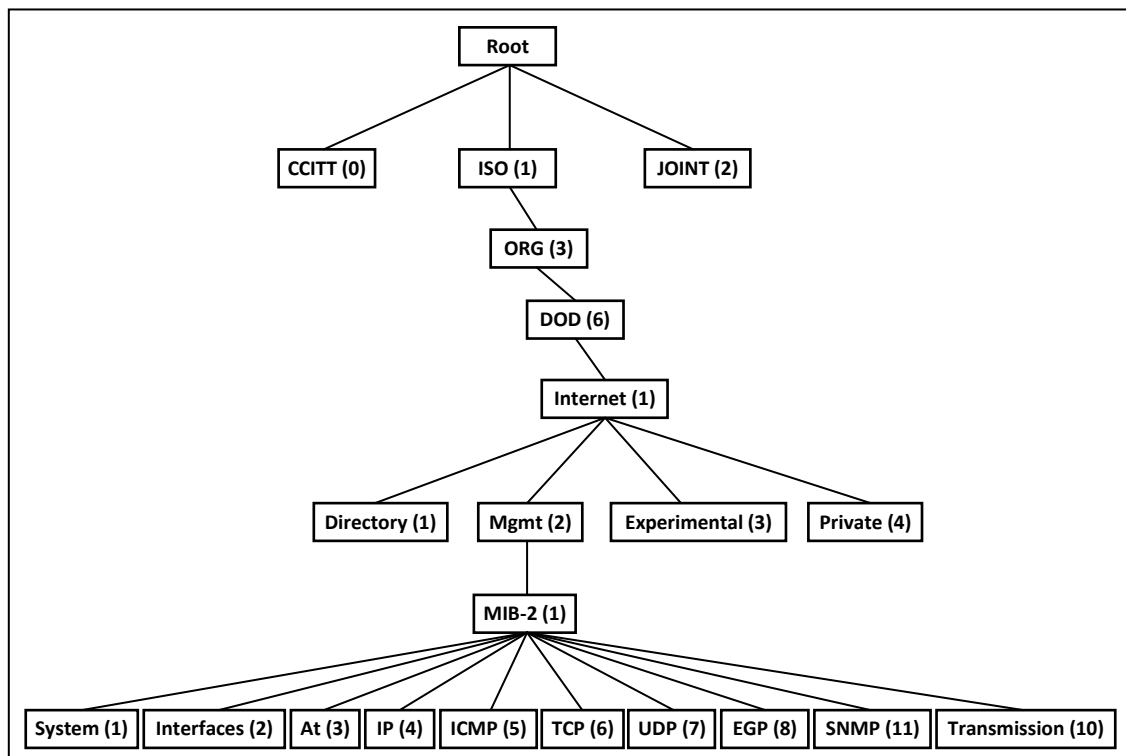 Root
CCITT (0) ISO (1) JOINT (2)
ORG (3)
DOD (6)
Internet (1)
Directory (1) Mgmt (2) Experimental (3) Private (4)
MIB-2 (1)
System (1) Interfaces (2) At (3) IP (4) ICMP (5) TCP (6) UDP (7) EGP (8) SNMP (11) Transmission (10)